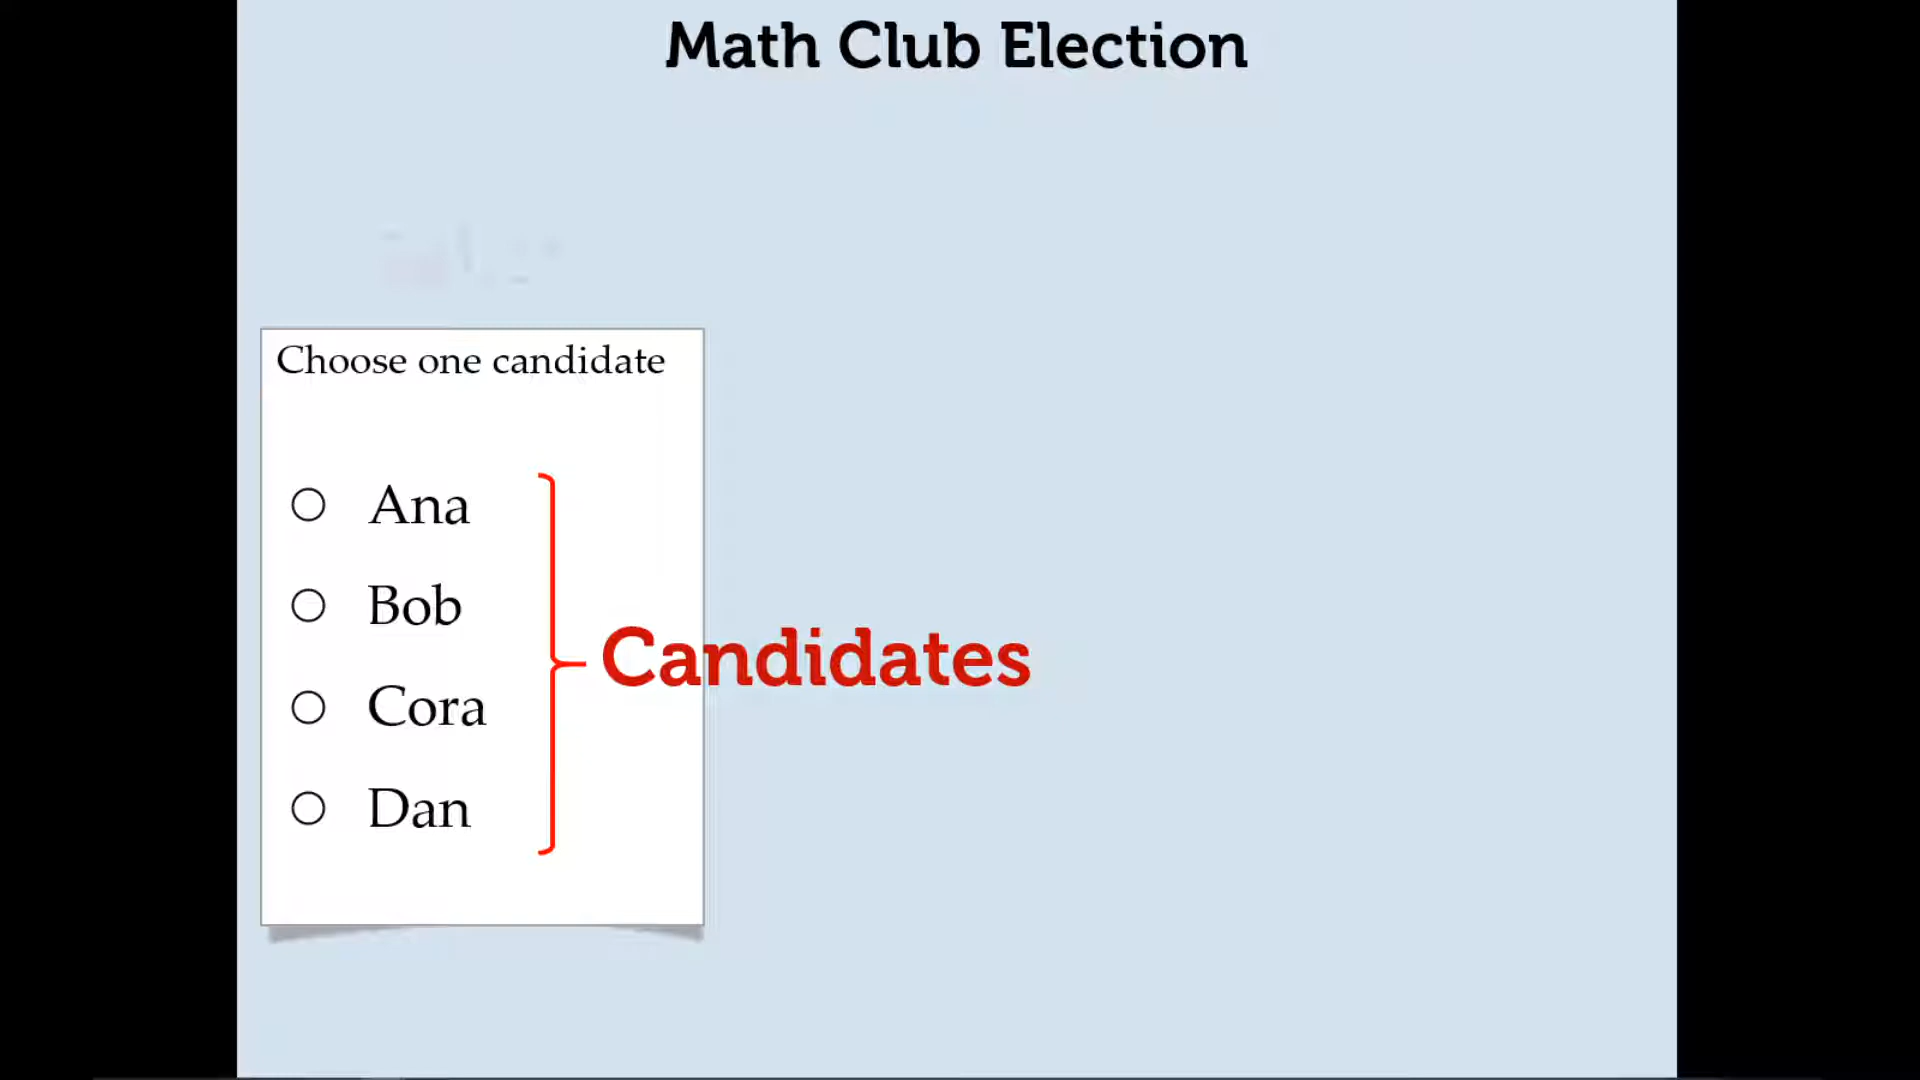 Math Club Election
Choose one candidate
Ana
Bob
Candidates
Cora
Dan